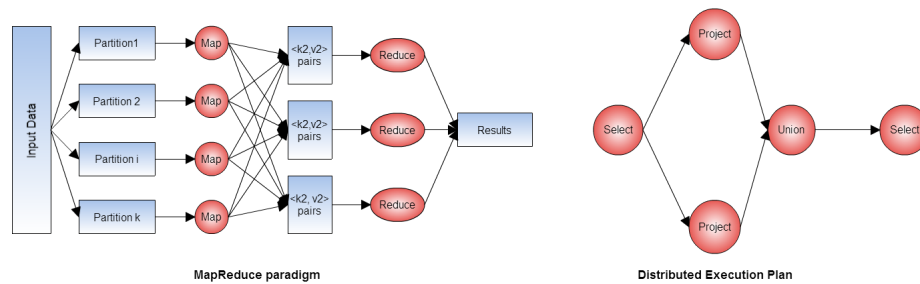 Input Data
Partition1
Map
<k2,v2>
pairs
Reduce
Partition 2
Map
<k2,v2>
pairs
Reduce
Results
Partition i
Map
Partition k
Map
<k2, v2>
pairs
Reduce
MapReduce paradigm
Select
Project
Project
Union
Select
Distributed Execution Plan